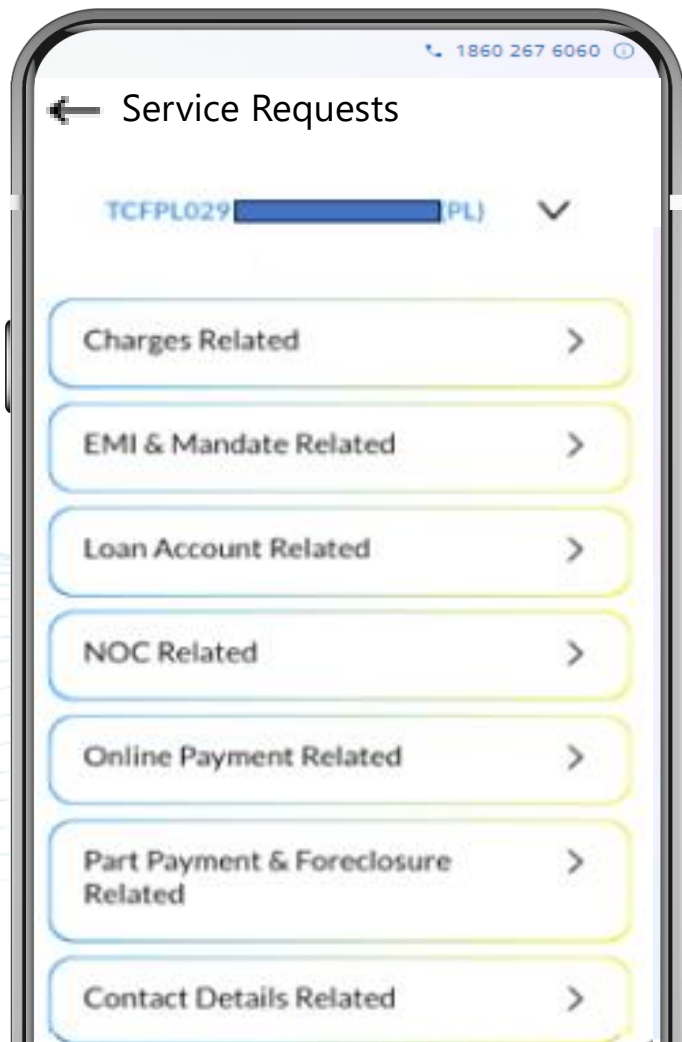 1860 267 6060
Service Requests
TCFPL029 (PL)
Charges Related
EMI & Mandate Related
Loan Account Related
NOC Related
Online Payment Related
Part Payment & Foreclosure
Related
Contact Details Related